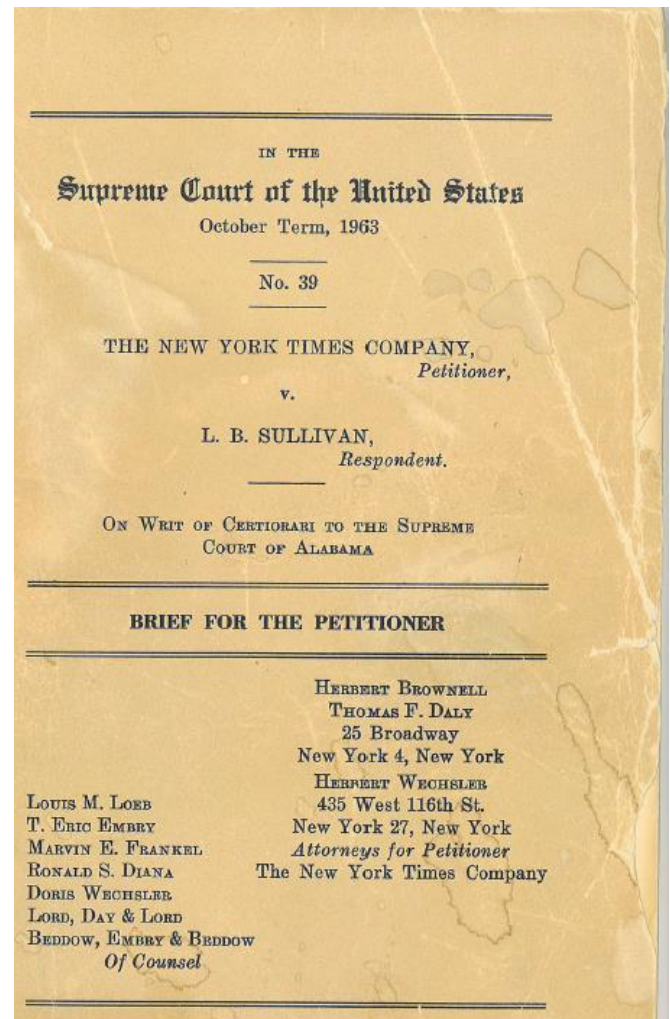 IN THE
Supreme Court of the United States
October Term, 1963
No. 39
THE NEW YORK TIMES COMPANY,
Petitioner,
v.
L. B. SULLIVAN,
Respondent.
ON WRIT OF CERTIORARI TO THE SUPREME
COURT OF ALABAMA
BRIEF FOR THE PETITIONER
HERBERT BROWNELL
THOMAS F. DALY
25 Broadway
New York 4, New York
HERBERT WECHSLER
435 West 116th St.
New York 27, New York
Attorneys for Petitioner
The New York Times Company
LOUIS M. LOEB
T. ERIC EMBRY
MARVIN E. FRANKEL
RONALD S. DIANA
DORIS WECHSLER
LORD, DAY & LORD
BEDDOW, EMBRY & BEDDOW
Of Counsel